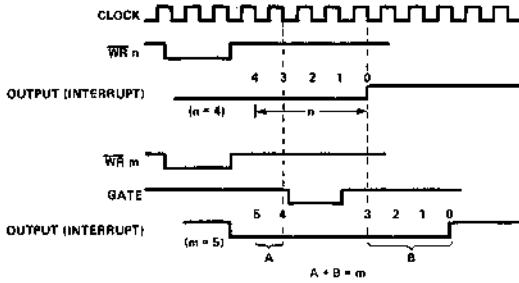 CLOCK
WR n
4 3 2 1 0
OUTPUT (INTERRUPT)
(n = 4)
n
WR m
GATE
5 4 3 2 1 0
OUTPUT (INTERRUPT)
(m = 5)
A B
A + B = m